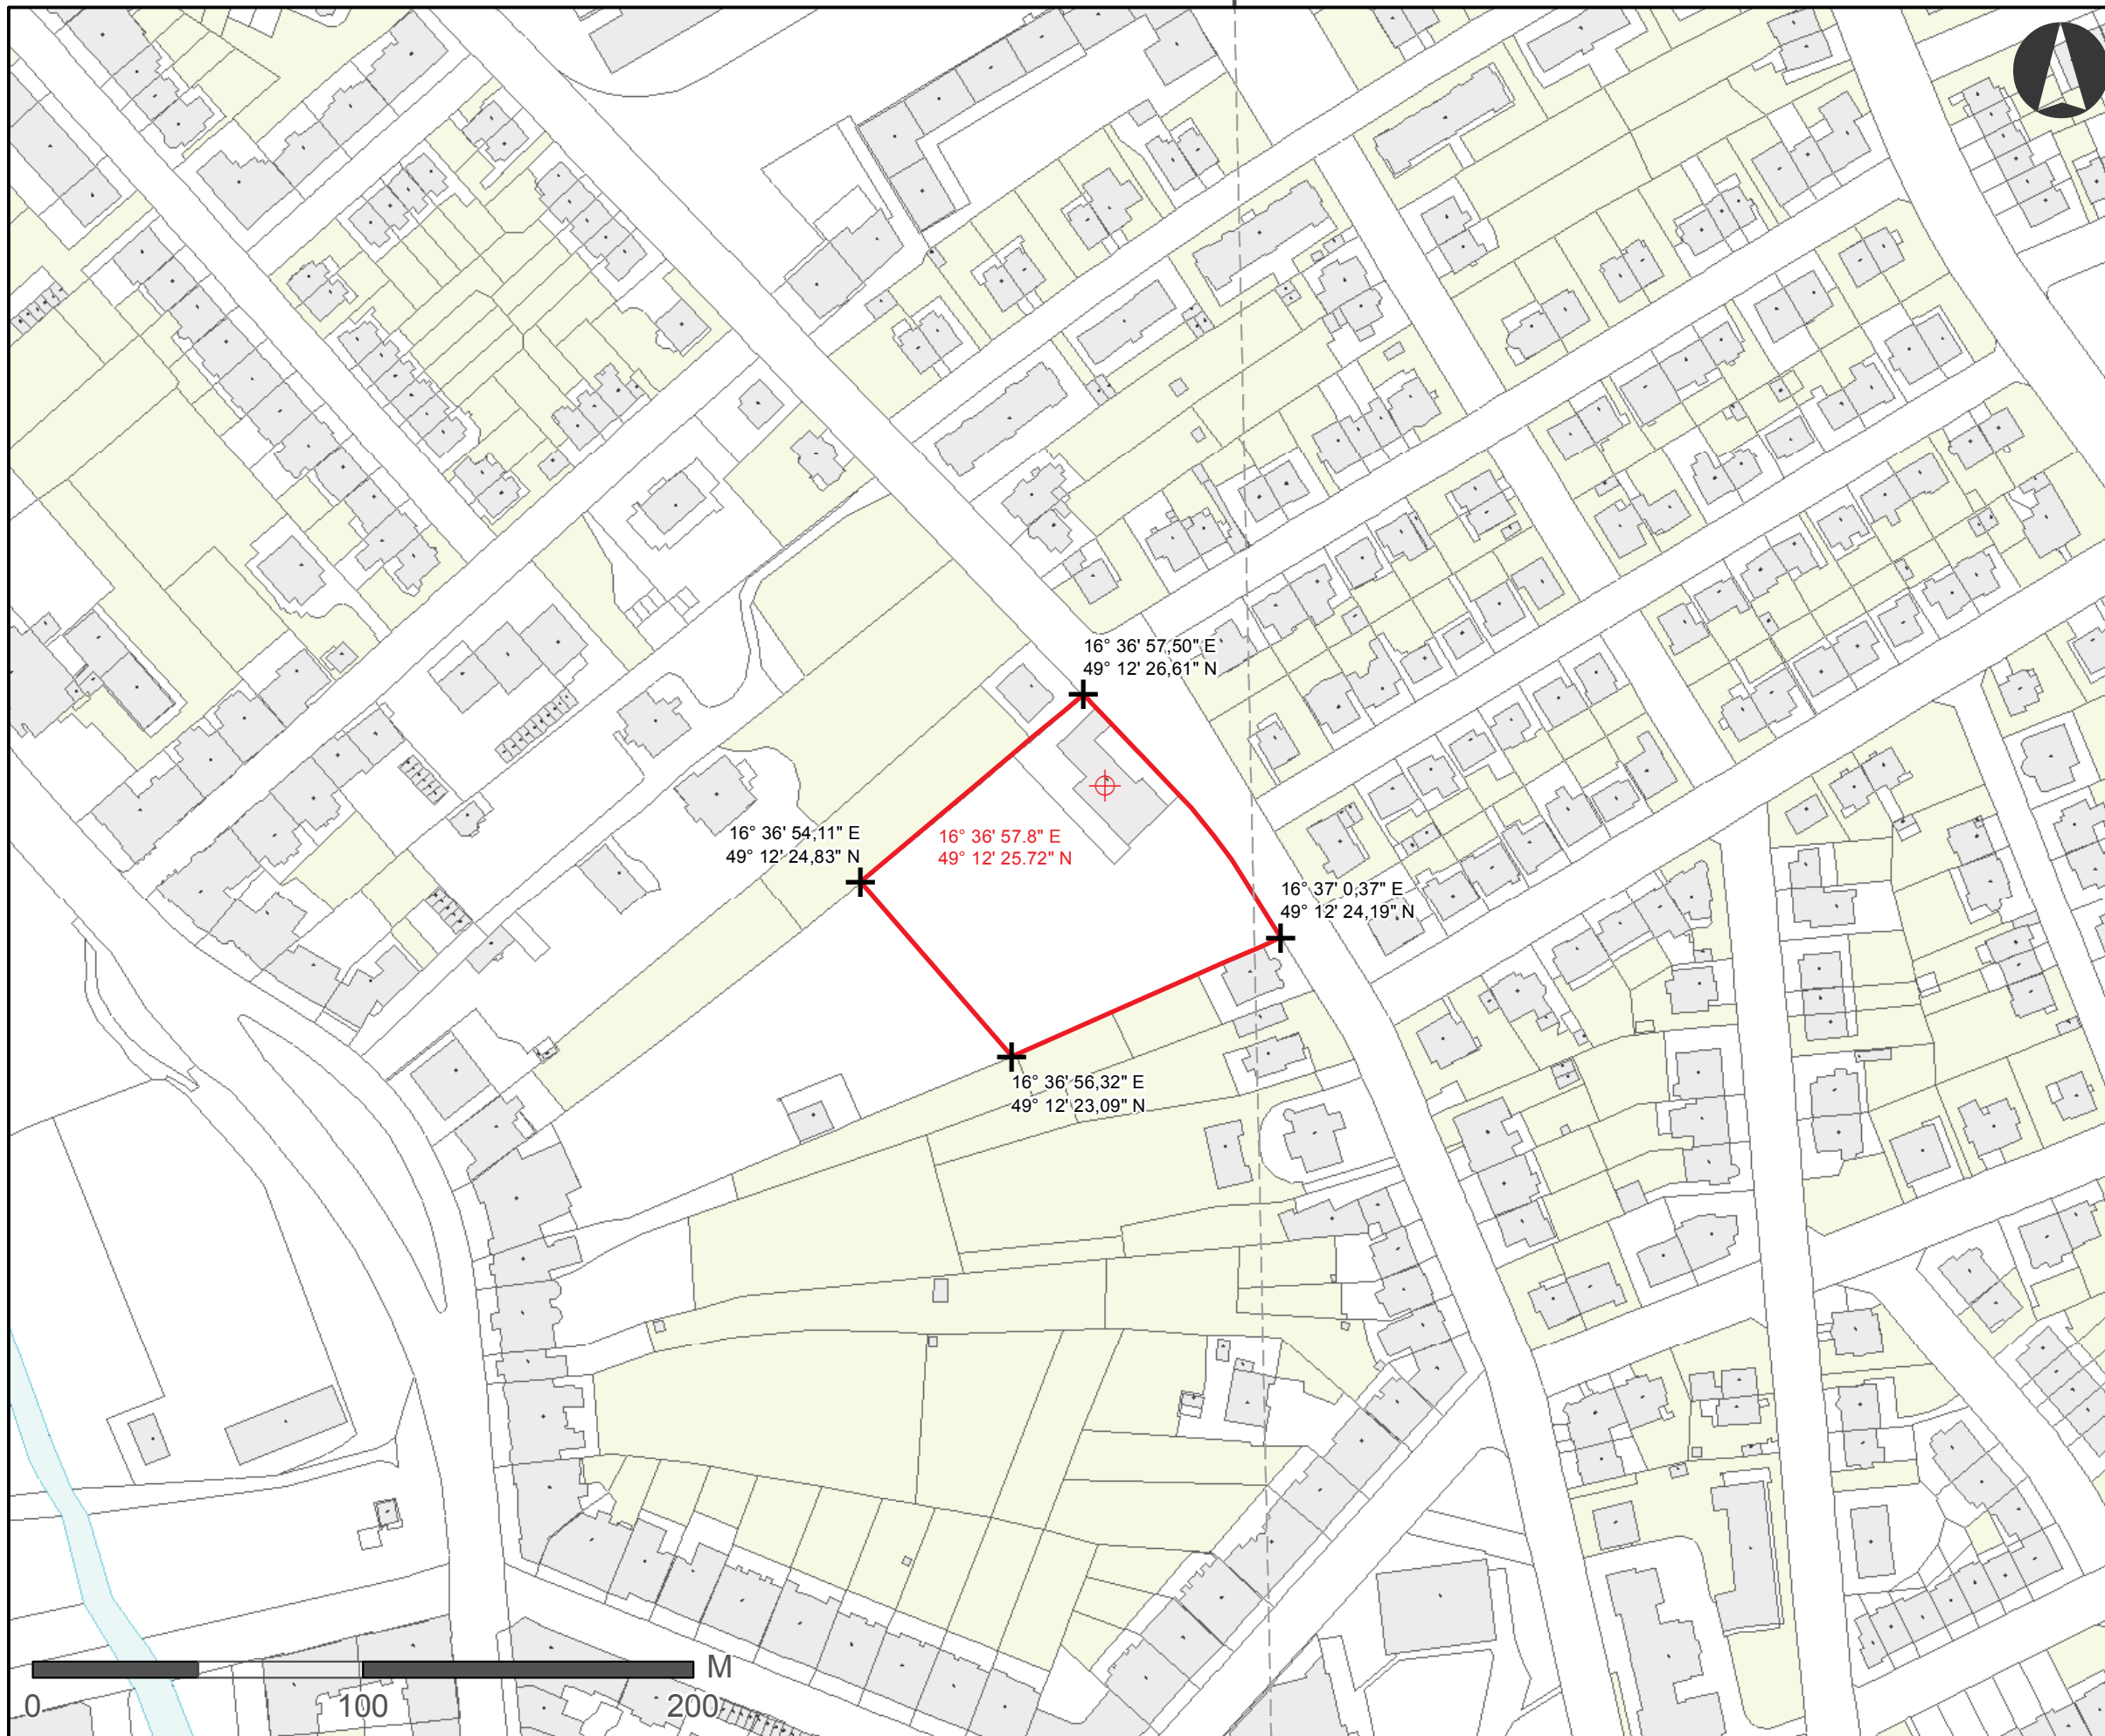 16° 36' 57,50" E
49° 12' 26,61" N
16° 36' 54,11" E
49° 12' 24,83" N
16° 36' 57.8" E
49° 12' 25.72" N
16° 37' 0,37" E
49° 12' 24,19" N
16° 36' 56,32" E
49° 12' 23,09" N
M
0 100 200